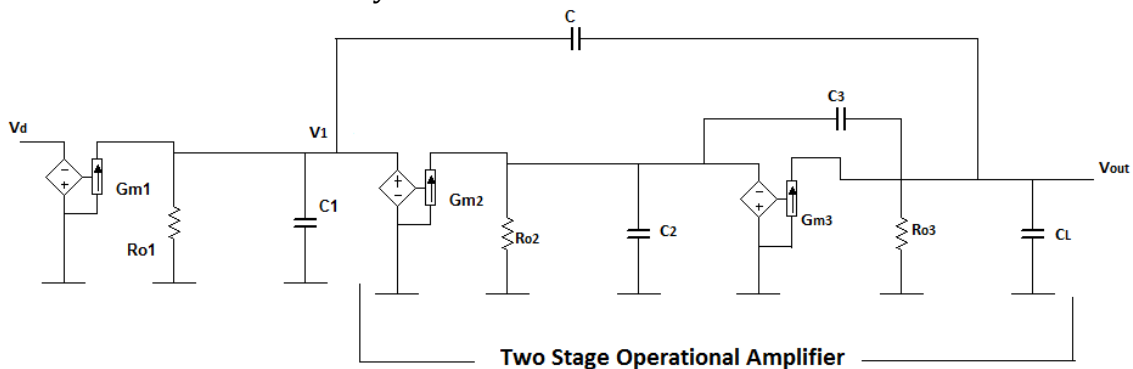 C
C3
Vd
V1
Vout
Gm1
Gm2
Gm3
C1
Ro1
Ro2
C2
Ro3
CL
Two Stage Operational Amplifier